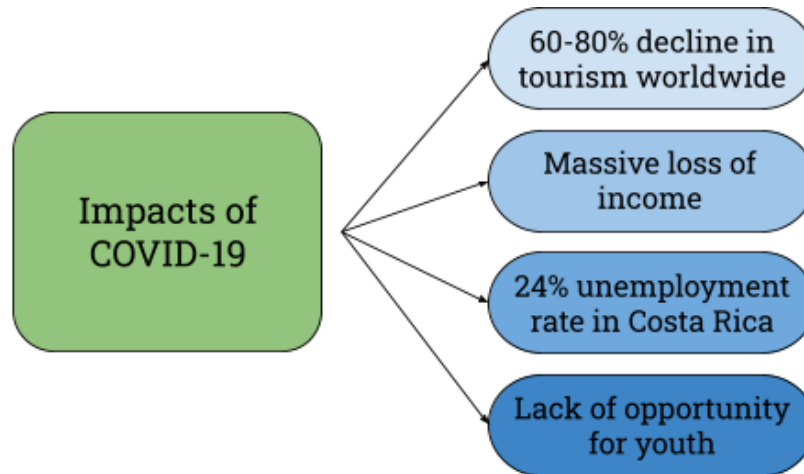 Impacts of
COVID-19
60-80% decline in
tourism worldwide
Massive loss of
income
24% unemployment
rate in Costa Rica
Lack of opportunity
for youth